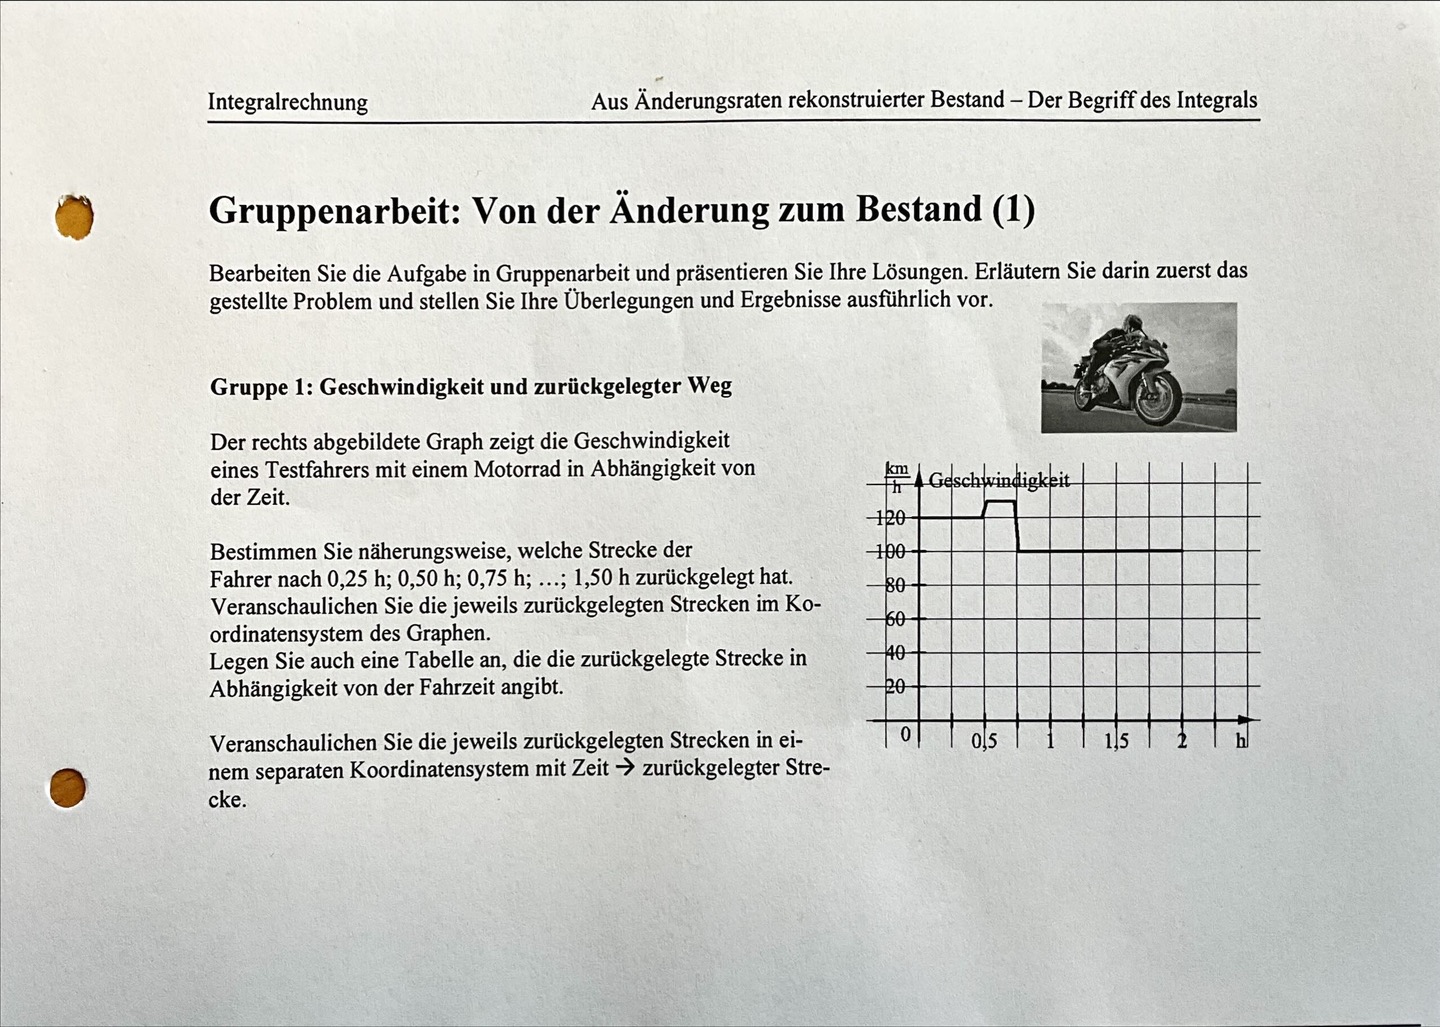 Integralrechnung Aus Änderungsraten rekonstruierter Bestand – Der Begriff des Integrals
Gruppenarbeit: Von der Änderung zum Bestand (1)
Bearbeiten Sie die Aufgabe in Gruppenarbeit und präsentieren Sie Ihre Lösungen. Erläutern Sie darin zuerst das
gestellte Problem und stellen Sie Ihre Überlegungen und Ergebnisse ausführlich vor.
Gruppe 1: Geschwindigkeit und zurückgelegter Weg
Der rechts abgebildete Graph zeigt die Geschwindigkeit
eines Testfahrers mit einem Motorrad in Abhängigkeit von
der Zeit.
Bestimmen Sie näherungsweise, welche Strecke der
Fahrer nach 0,25 h; 0,50 h; 0,75 h; …; 1,50 h zurückgelegt hat.
Veranschaulichen Sie die jeweils zurückgelegten Strecken im Ko-
ordinatensystem des Graphen.
Legen Sie auch eine Tabelle an, die die zurückgelegte Strecke in
Abhängigkeit von der Fahrzeit angibt.
Veranschaulichen Sie die jeweils zurückgelegten Strecken in ei-
nem separaten Koordinatensystem mit Zeit → zurückgelegter Stre-
cke.
km
h
Geschwindigkeit
120
100
80
60
40
20
0 0,5 1 1,5 2 h